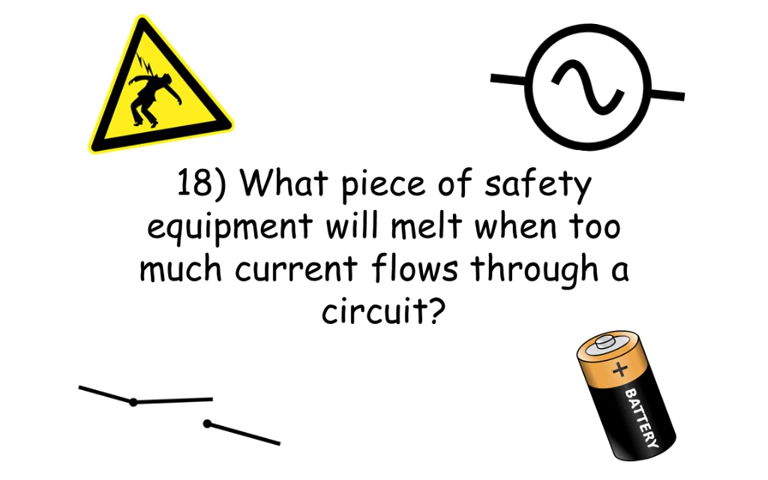 18) What piece of safety
equipment will melt when too
much current flows through a
circuit?
+
BATTERY